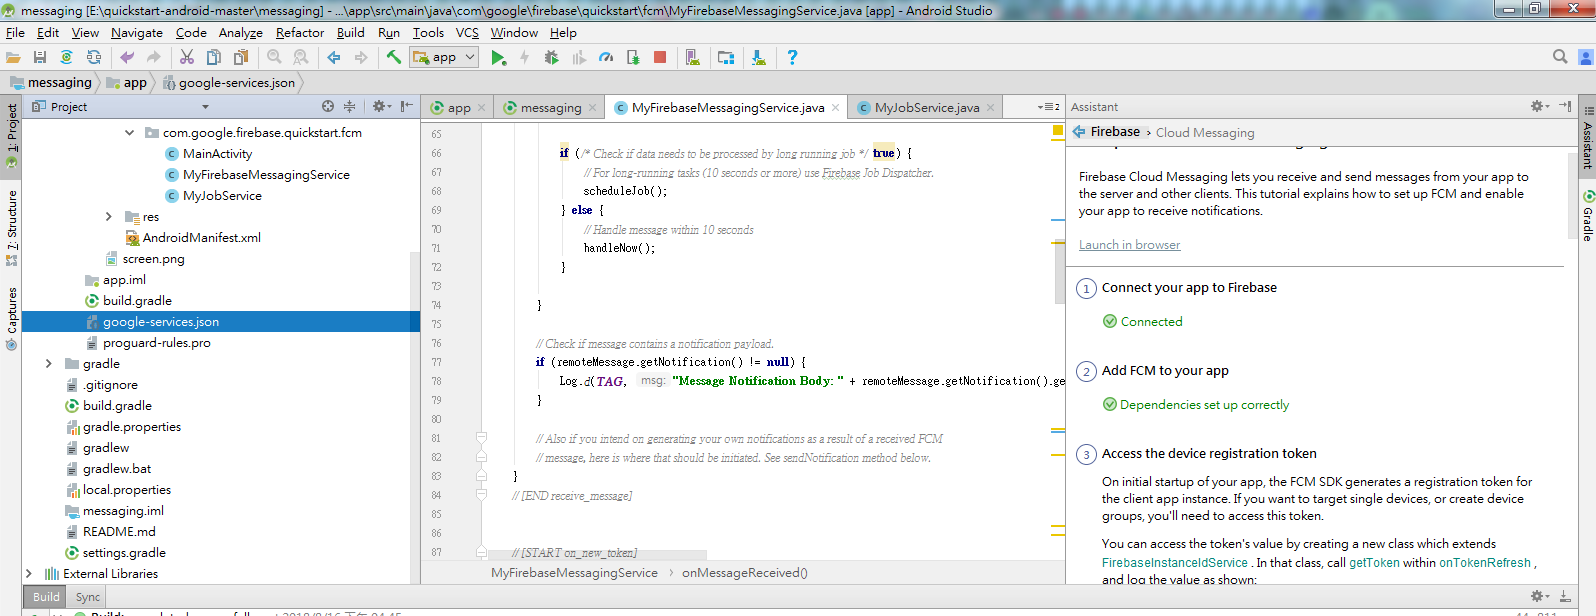 messaging [E:\quickstart-android-master\messaging] - ...\app\src\main\java\com\google\firebase\quickstart\fcm\MyFirebaseMessagingService.java [app] - Android Studio
File Edit View Navigate Code Analyze Refactor Build Run Tools VCS Window Help
app
messaging app google-services.json
Project
app messaging MyFirebaseMessagingService.java MyJobService.java 2
Assistant
1: Project
7: Structure
Captures
com.google.firebase.quickstart.fcm
MainActivity
MyFirebaseMessagingService
MyJobService
res
AndroidManifest.xml
screen.png
app.iml
build.gradle
google-services.json
proguard-rules.pro
gradle
.gitignore
build.gradle
gradle.properties
gradlew
gradlew.bat
local.properties
messaging.iml
README.md
settings.gradle
External Libraries
65
66 if (/* Check if data needs to be processed by long running job */ true) {
67 // For long-running tasks (10 seconds or more) use Firebase Job Dispatcher.
68 scheduleJob();
69 } else {
70 // Handle message within 10 seconds
71 handleNow();
72 }
73
74 }
75
76 // Check if message contains a notification payload.
77 if (remoteMessage.getNotification() != null) {
78 Log.d(TAG, msg: "Message Notification Body: " + remoteMessage.getNotification().ge
79 }
80
81 // Also if you intend on generating your own notifications as a result of a received FCM
82 // message, here is where that should be initiated. See sendNotification method below.
83 }
84 // [END receive_message]
85
86
87 // [START on_new_token]
MyFirebaseMessagingService › onMessageReceived()
Firebase › Cloud Messaging
Firebase Cloud Messaging lets you receive and send messages from your app to
the server and other clients. This tutorial explains how to set up FCM and enable
your app to receive notifications.
Launch in browser
1 Connect your app to Firebase
Connected
2 Add FCM to your app
Dependencies set up correctly
3 Access the device registration token
On initial startup of your app, the FCM SDK generates a registration token for
the client app instance. If you want to target single devices, or create device
groups, you'll need to access this token.
You can access the token's value by creating a new class which extends
FirebaseInstanceIdService . In that class, call getToken within onTokenRefresh ,
and log the value as shown:
Assistant
Gradle
Build Sync